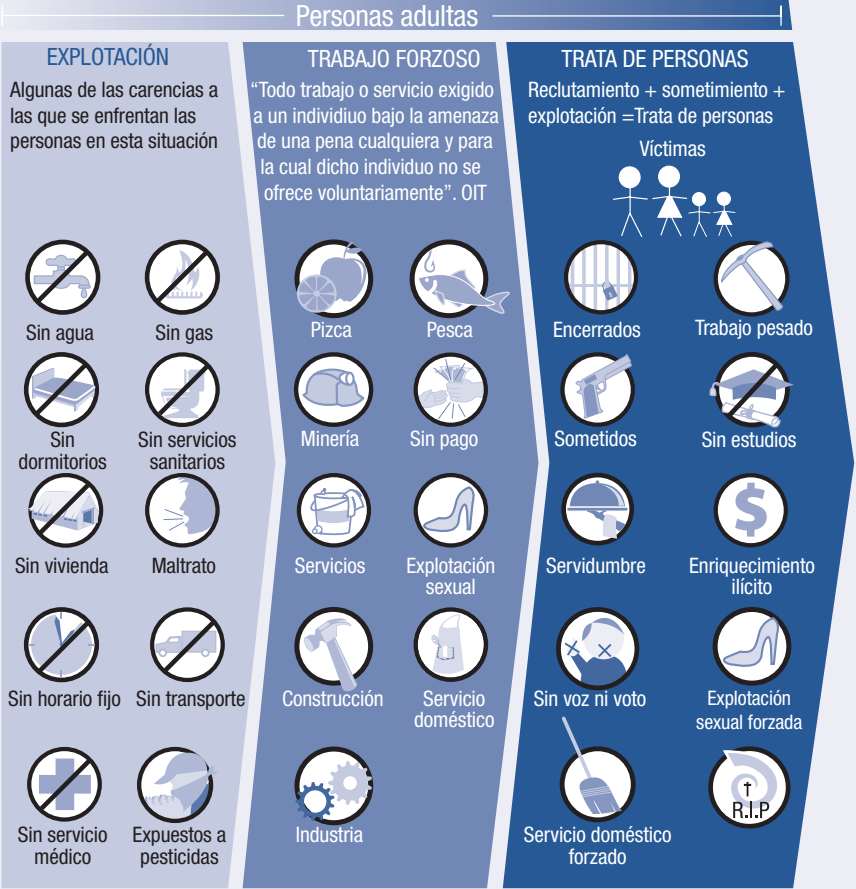 Personas adultas
EXPLOTACIÓN
Algunas de las carencias a
las que se enfrentan las
personas en esta situación
Sin agua
Sin gas
Sin
dormitorios
Sin servicios
sanitarios
Sin vivienda
Maltrato
Sin horario fijo
Sin transporte
Sin servicio
médico
Expuestos a
pesticidas
TRABAJO FORZOSO
“Todo trabajo o servicio exigido
a un individiuo bajo la amenaza
de una pena cualquiera y para
la cual dicho individuo no se
ofrece voluntariamente”. OIT
Pizca
Pesca
Minería
Sin pago
Servicios
Explotación
sexual
Construcción
Servicio
doméstico
Industria
TRATA DE PERSONAS
Reclutamiento + sometimiento +
explotación =Trata de personas
Víctimas
Encerrados
Trabajo pesado
Sometidos
Sin estudios
Servidumbre
$
Enriquecimiento
ilícito
Sin voz ni voto
Explotación
sexual forzada
Servicio doméstico
forzado
R.I.P